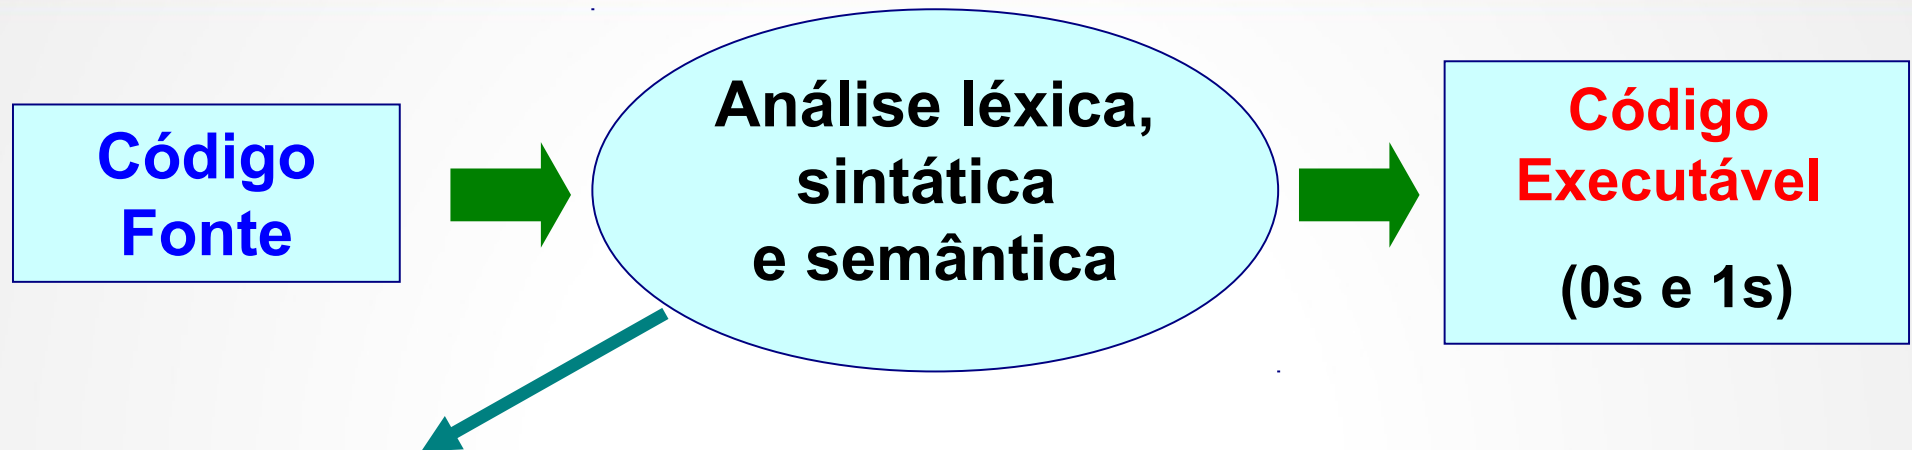 Código
Fonte
Análise léxica,
sintática
e semântica
Código
Executável
(0s e 1s)